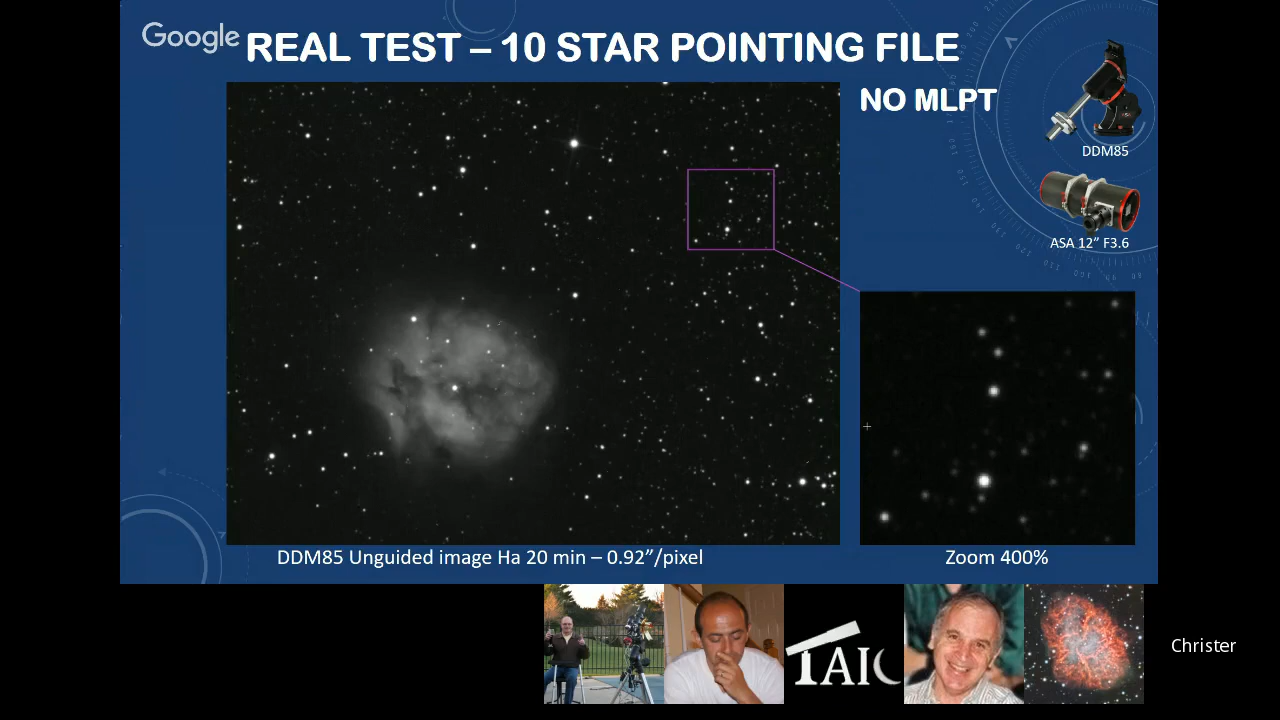 Google
REAL TEST – 10 STAR POINTING FILE
NO MLPT
DDM85
ASA 12” F3.6
DDM85 Unguided image Ha 20 min – 0.92”/pixel
Zoom 400%
TAIC
Christer